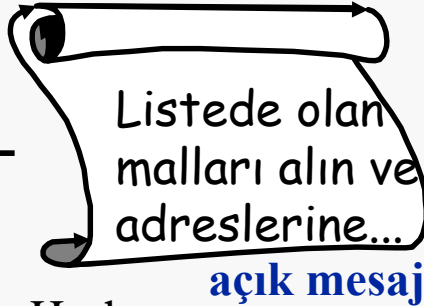 Listede olan
malları alın ve
adreslerine...
açık mesaj